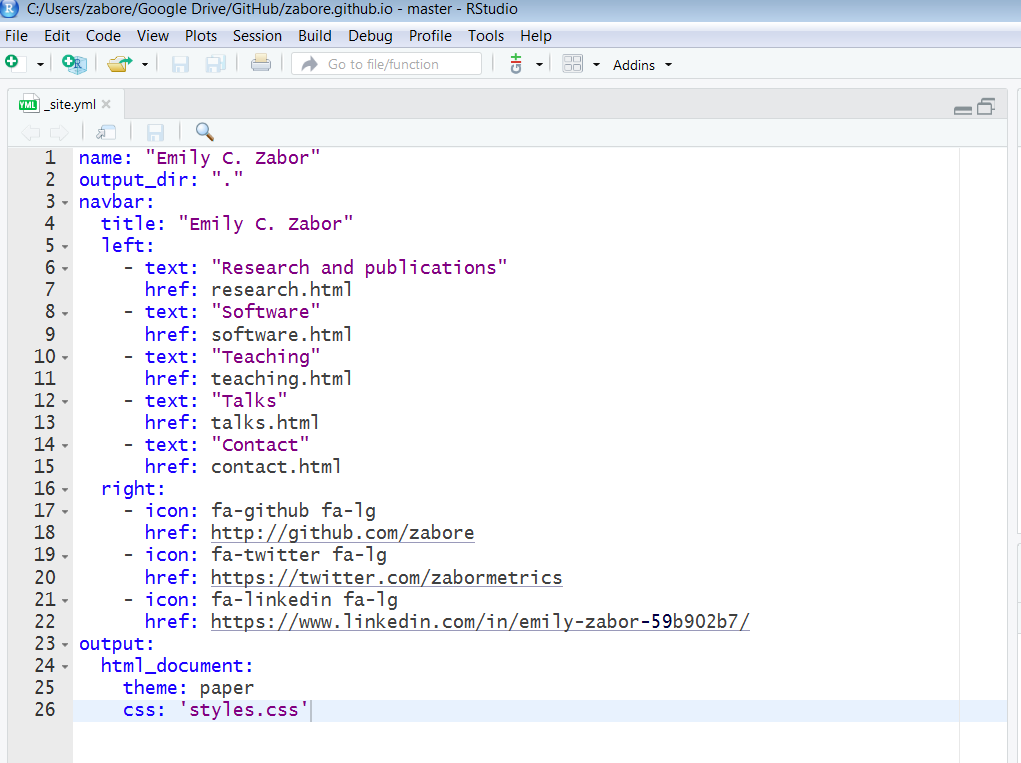 C:/Users/zabore/Google Drive/GitHub/zabore.github.io - master - RStudio
File Edit Code View Plots Session Build Debug Profile Tools Help
Go to file/function Addins
_site.yml
1 name: "Emily C. Zabor"
2 output_dir: "."
3 navbar:
4   title: "Emily C. Zabor"
5   left:
6     - text: "Research and publications"
7       href: research.html
8     - text: "Software"
9       href: software.html
10     - text: "Teaching"
11       href: teaching.html
12     - text: "Talks"
13       href: talks.html
14     - text: "Contact"
15       href: contact.html
16   right:
17     - icon: fa-github fa-lg
18       href: http://github.com/zabore
19     - icon: fa-twitter fa-lg
20       href: https://twitter.com/zabormetrics
21     - icon: fa-linkedin fa-lg
22       href: https://www.linkedin.com/in/emily-zabor-59b902b7/
23 output:
24   html_document:
25     theme: paper
26     css: 'styles.css'